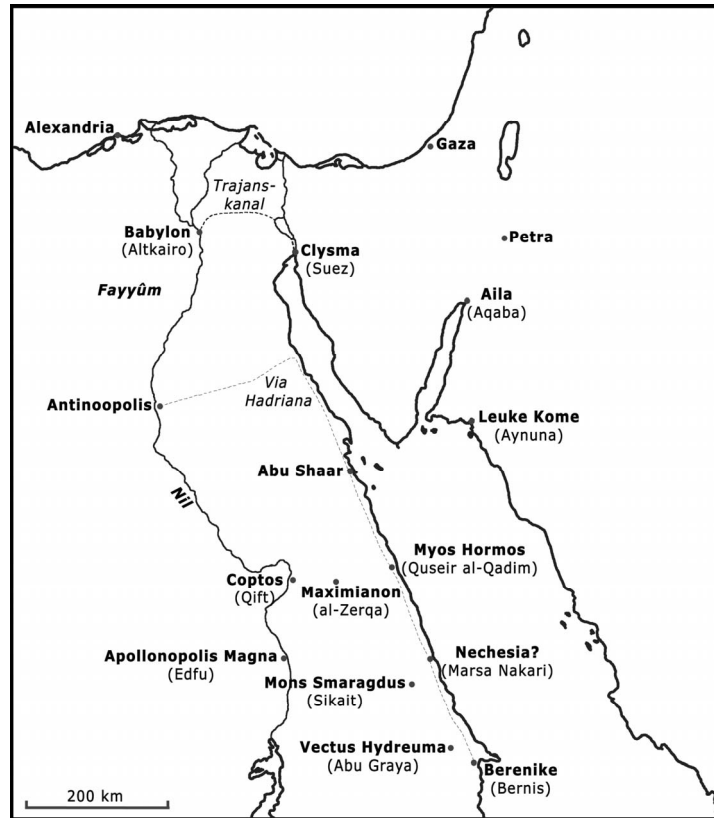 Alexandria
Gaza
Trajans-
kanal
Babylon
(Altkairo)
Petra
Clysma
(Suez)
Fayyûm
Aila
(Aqaba)
Via
Hadriana
Antinoopolis
Leuke Kome
(Aynuna)
Abu Shaar
Nil
Myos Hormos
(Quseir al-Qadim)
Coptos
(Qift)
Maximianon
(al-Zerqa)
Apollonopolis Magna
(Edfu)
Nechesia?
(Marsa Nakari)
Mons Smaragdus
(Sikait)
Vectus Hydreuma
(Abu Graya)
Berenike
(Bernis)
200 km